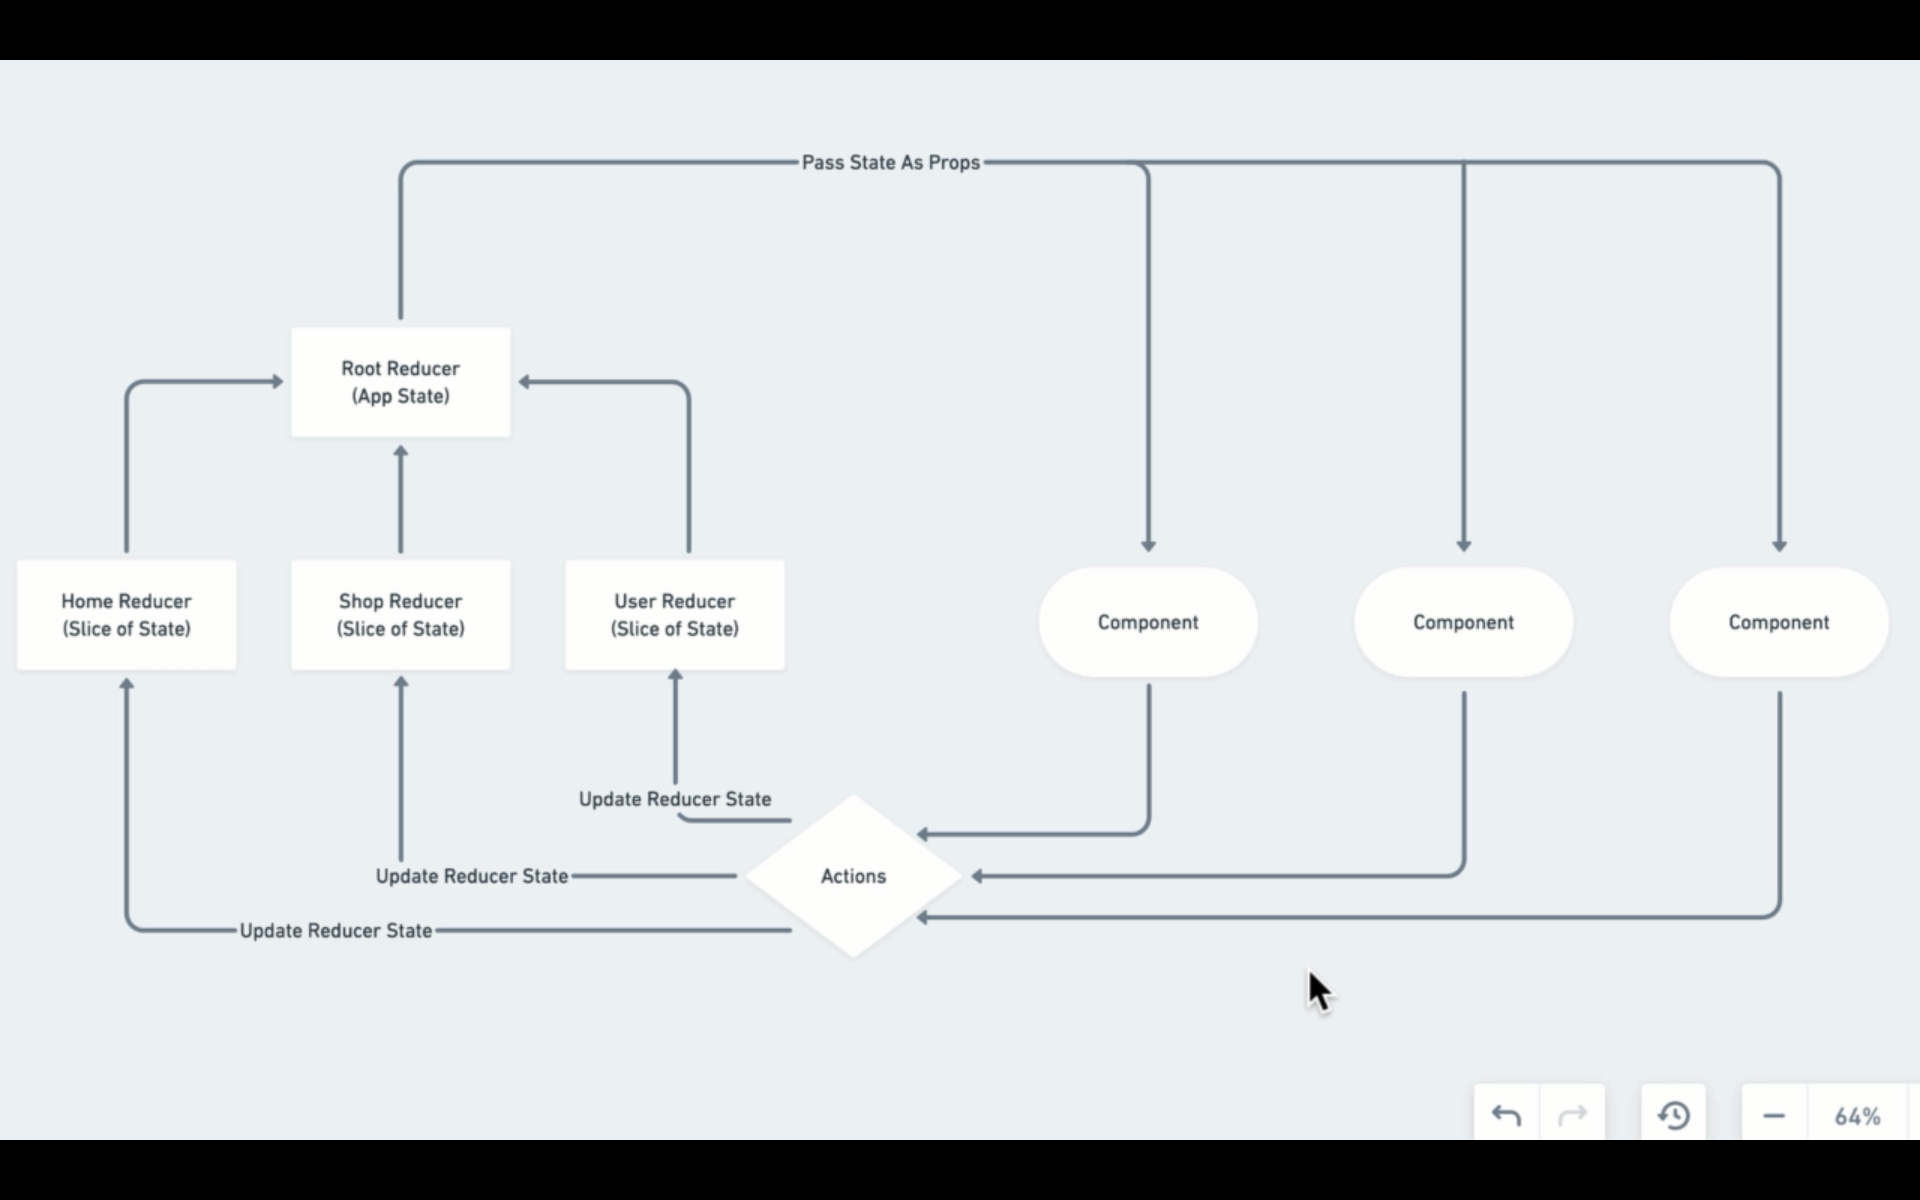 Pass State As Props
Root Reducer
(App State)
Home Reducer
(Slice of State)
Shop Reducer
(Slice of State)
User Reducer
(Slice of State)
Component
Component
Component
Update Reducer State
Update Reducer State
Actions
Update Reducer State
64%